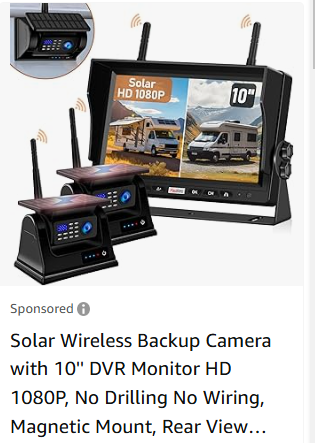 Solar
HD 1080P
10"
Sponsored
Solar Wireless Backup Camera
with 10'' DVR Monitor HD
1080P, No Drilling No Wiring,
Magnetic Mount, Rear View...